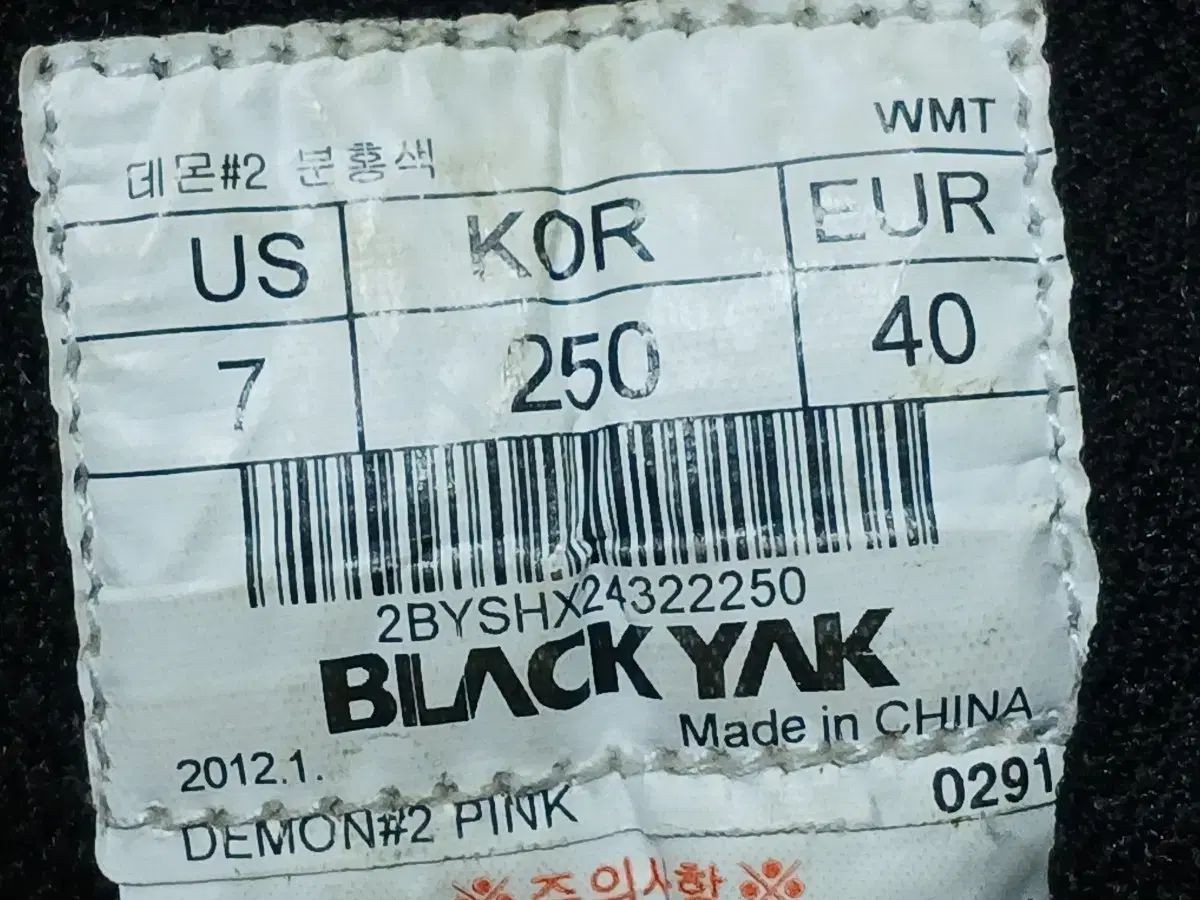 WMT
데몬#2 분홍색
US KOR EUR
7 250 40
2BYSHX24322250
BLACKYAK
Made in CHINA
2012.1.
0291
DEMON#2 PINK
※ 주의사항 ※